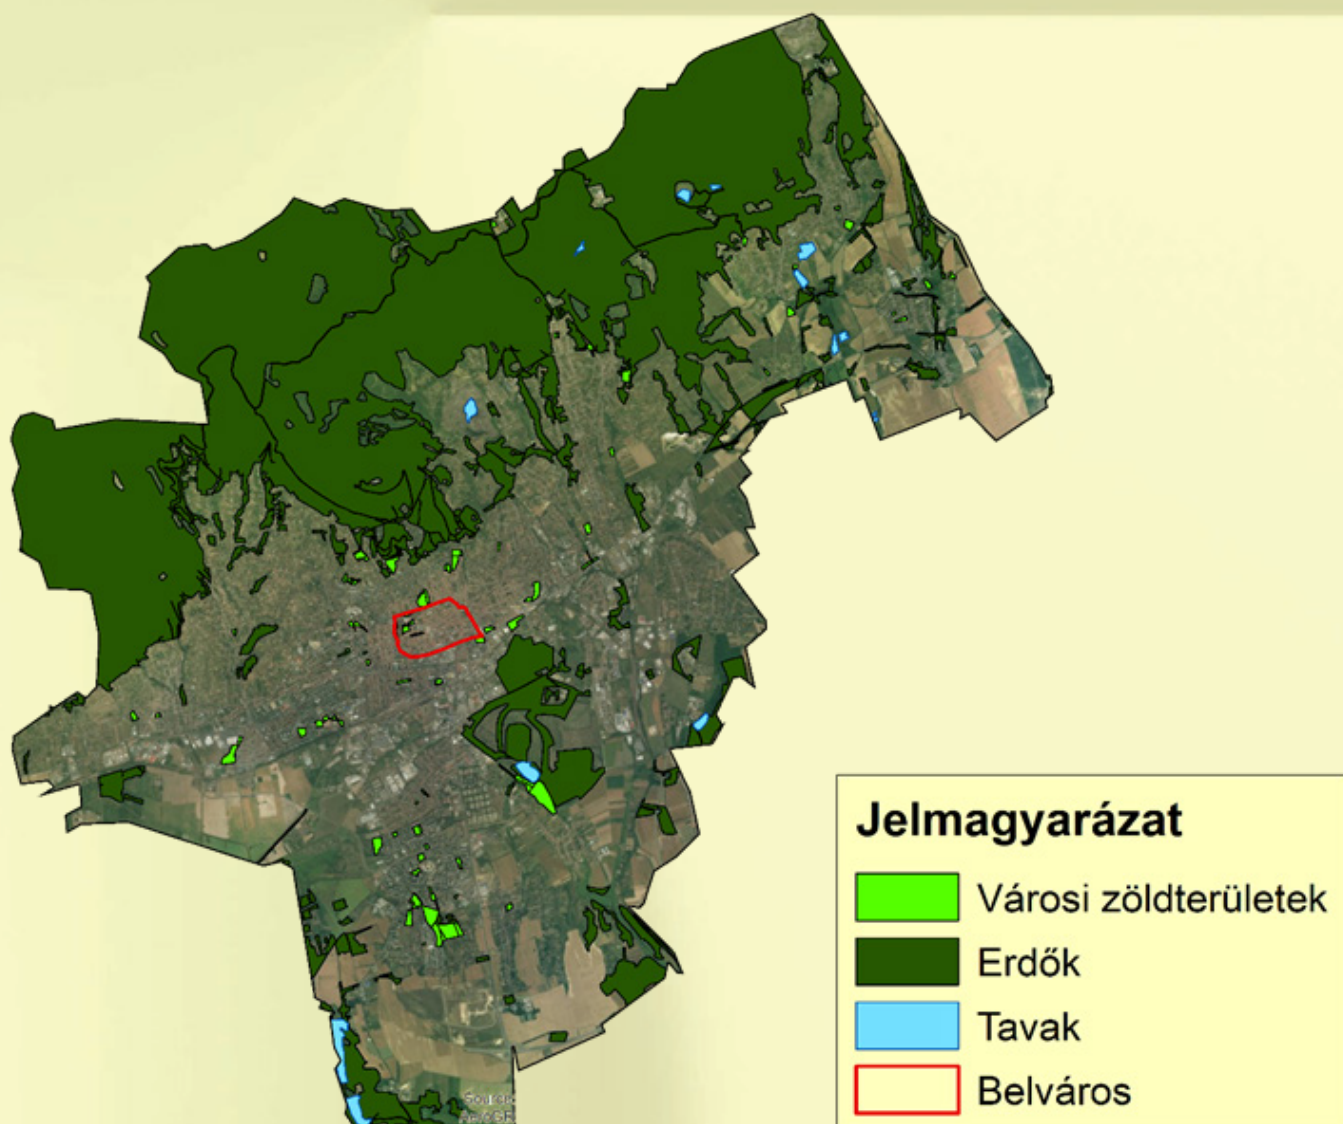 Jelmagyarázat
Városi zöldterületek
Erdők
Tavak
Belváros